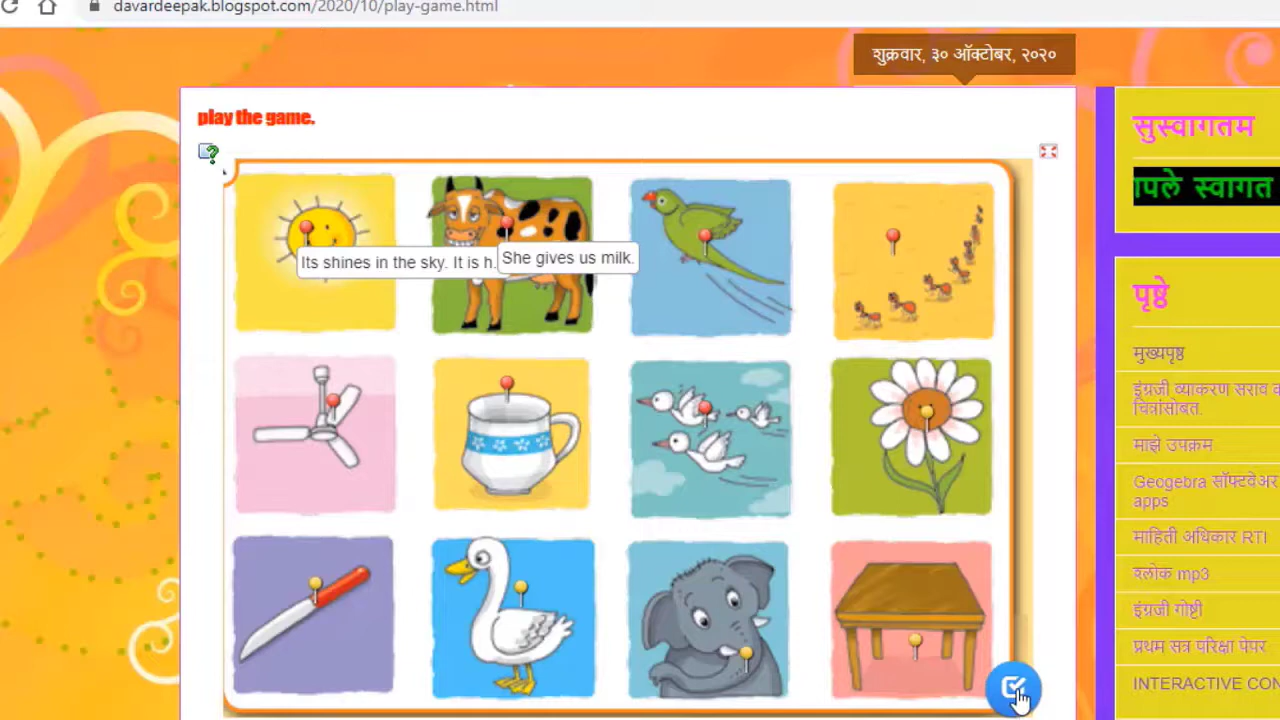 davardeepak.blogspot.com/2020/10/play-game.html
शुक्रवार, ३० ऑक्टोबर, २०२०
play the game.
Its shines in the sky. It is h.
She gives us milk.
सुस्वागतम
स्वागत
पृष्ठे
मुख्यपृष्ठ
इंग्रजी व्याकरण सराव
चित्रांसोबत.
माझे उपक्रम
Geogebra सॉफ्टवेअर
apps
माहिती अधिकार RTI
श्लोक mp3
इंग्रजी गोष्टी
प्रथम सत्र परिक्षा पेपर
INTERACTIVE